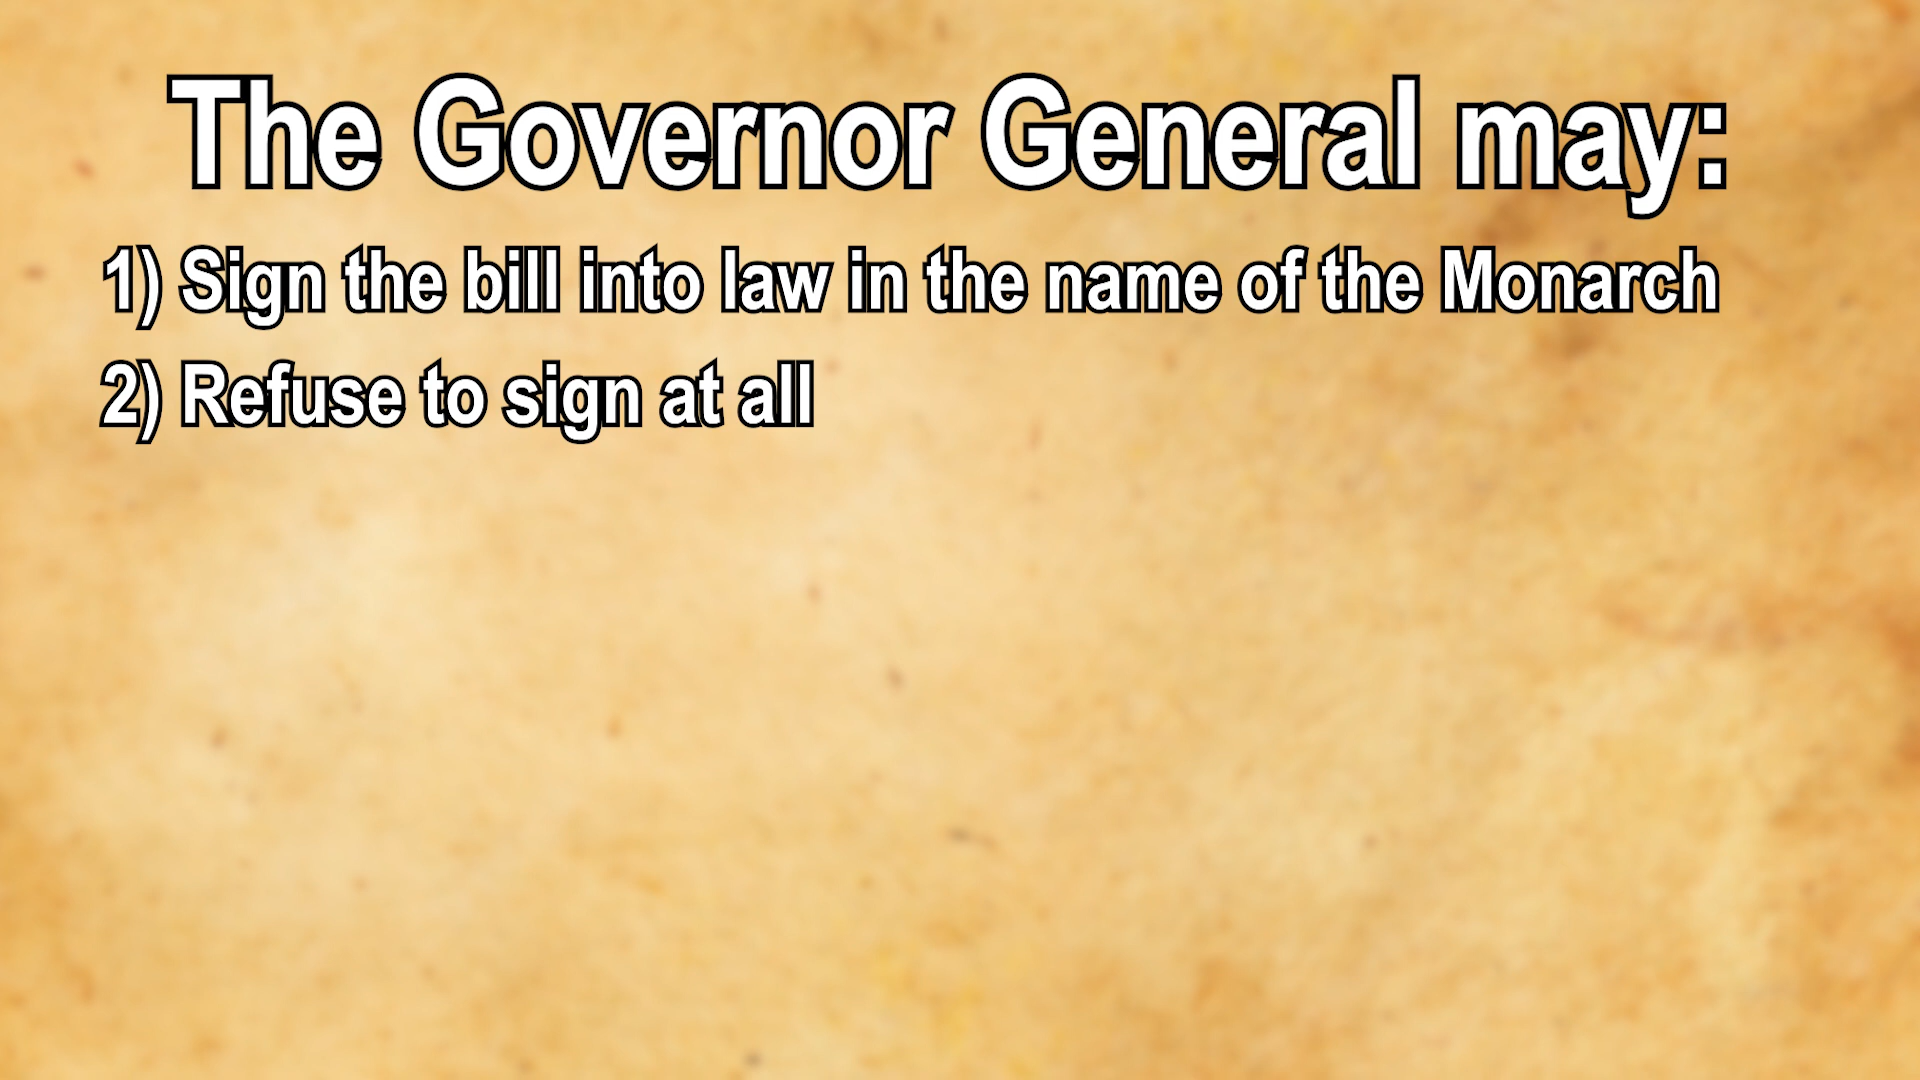 The Governor General may:
1) Sign the bill into law in the name of the Monarch
2) Refuse to sign at all